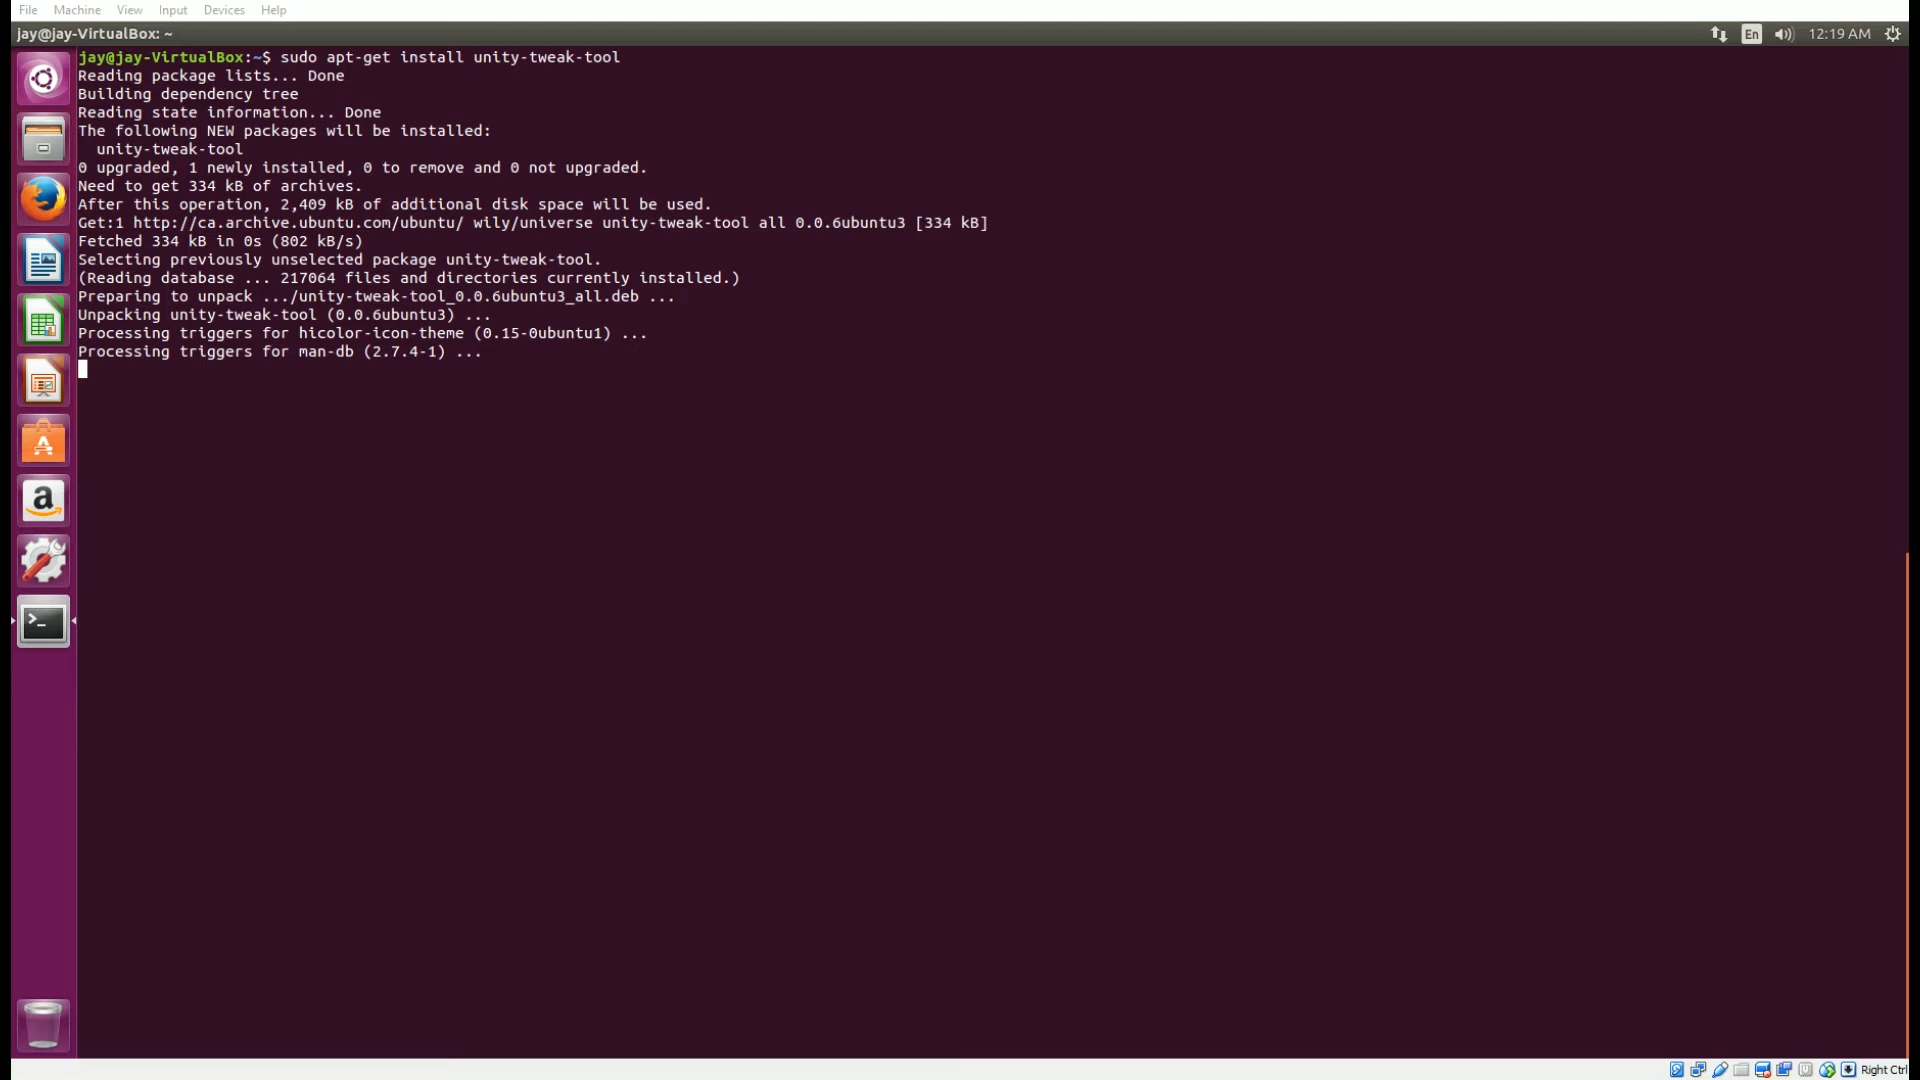 File Machine View Input Devices Help
jay@jay-VirtualBox: ~ En 12:19 AM
jay@jay-VirtualBox:~$ sudo apt-get install unity-tweak-tool
Reading package lists... Done
Building dependency tree
Reading state information... Done
The following NEW packages will be installed:
  unity-tweak-tool
0 upgraded, 1 newly installed, 0 to remove and 0 not upgraded.
Need to get 334 kB of archives.
After this operation, 2,409 kB of additional disk space will be used.
Get:1 http://ca.archive.ubuntu.com/ubuntu/ wily/universe unity-tweak-tool all 0.0.6ubuntu3 [334 kB]
Fetched 334 kB in 0s (802 kB/s)
Selecting previously unselected package unity-tweak-tool.
(Reading database ... 217064 files and directories currently installed.)
Preparing to unpack .../unity-tweak-tool_0.0.6ubuntu3_all.deb ...
Unpacking unity-tweak-tool (0.0.6ubuntu3) ...
Processing triggers for hicolor-icon-theme (0.15-0ubuntu1) ...
Processing triggers for man-db (2.7.4-1) ...
Right Ctrl